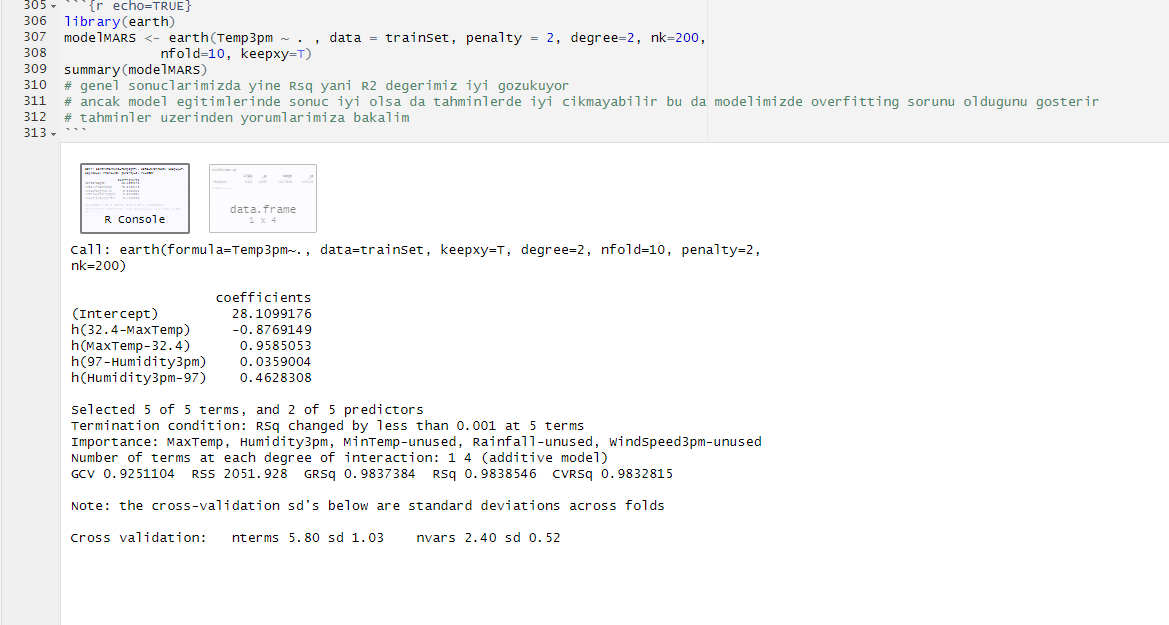 305 ```{r echo=TRUE}
306 library(earth)
307 modelMARS <- earth(Temp3pm ~ . , data = trainSet, penalty = 2, degree=2, nk=200,
308 nfold=10, keepxy=T)
309 summary(modelMARS)
310 # genel sonuclarimizda yine Rsq yani R2 degerimiz iyi gozukuyor
311 # ancak model egitimlerinde sonuc iyi olsa da tahminlerde iyi cikmayabilir bu da modelimizde overfitting sorunu oldugunu gosterir
312 # tahminler uzerinden yorumlarimiza bakalim
313 ```
R Console
data.frame
1 x 4
Call: earth(formula=Temp3pm~., data=trainSet, keepxy=T, degree=2, nfold=10, penalty=2,
nk=200)
coefficients
(Intercept) 28.1099176
h(32.4-MaxTemp) -0.8769149
h(MaxTemp-32.4) 0.9585053
h(97-Humidity3pm) 0.0359004
h(Humidity3pm-97) 0.4628308
Selected 5 of 5 terms, and 2 of 5 predictors
Termination condition: RSq changed by less than 0.001 at 5 terms
Importance: MaxTemp, Humidity3pm, MinTemp-unused, Rainfall-unused, WindSpeed3pm-unused
Number of terms at each degree of interaction: 1 4 (additive model)
GCV 0.9251104 RSS 2051.928 GRSq 0.9837384 RSq 0.9838546 CVRSq 0.9832815
Note: the cross-validation sd's below are standard deviations across folds
Cross validation: nterms 5.80 sd 1.03 nvars 2.40 sd 0.52